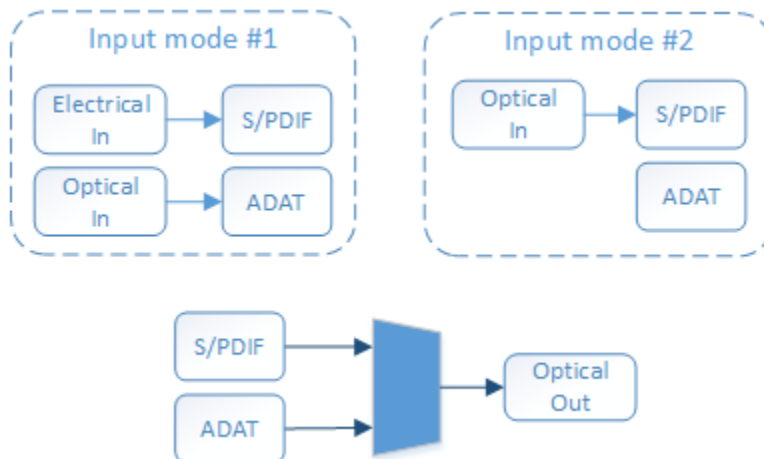 Input mode #1
Electrical
In
S/PDIF
Optical
In
ADAT
Input mode #2
Optical
In
S/PDIF
ADAT
S/PDIF
ADAT
Optical
Out